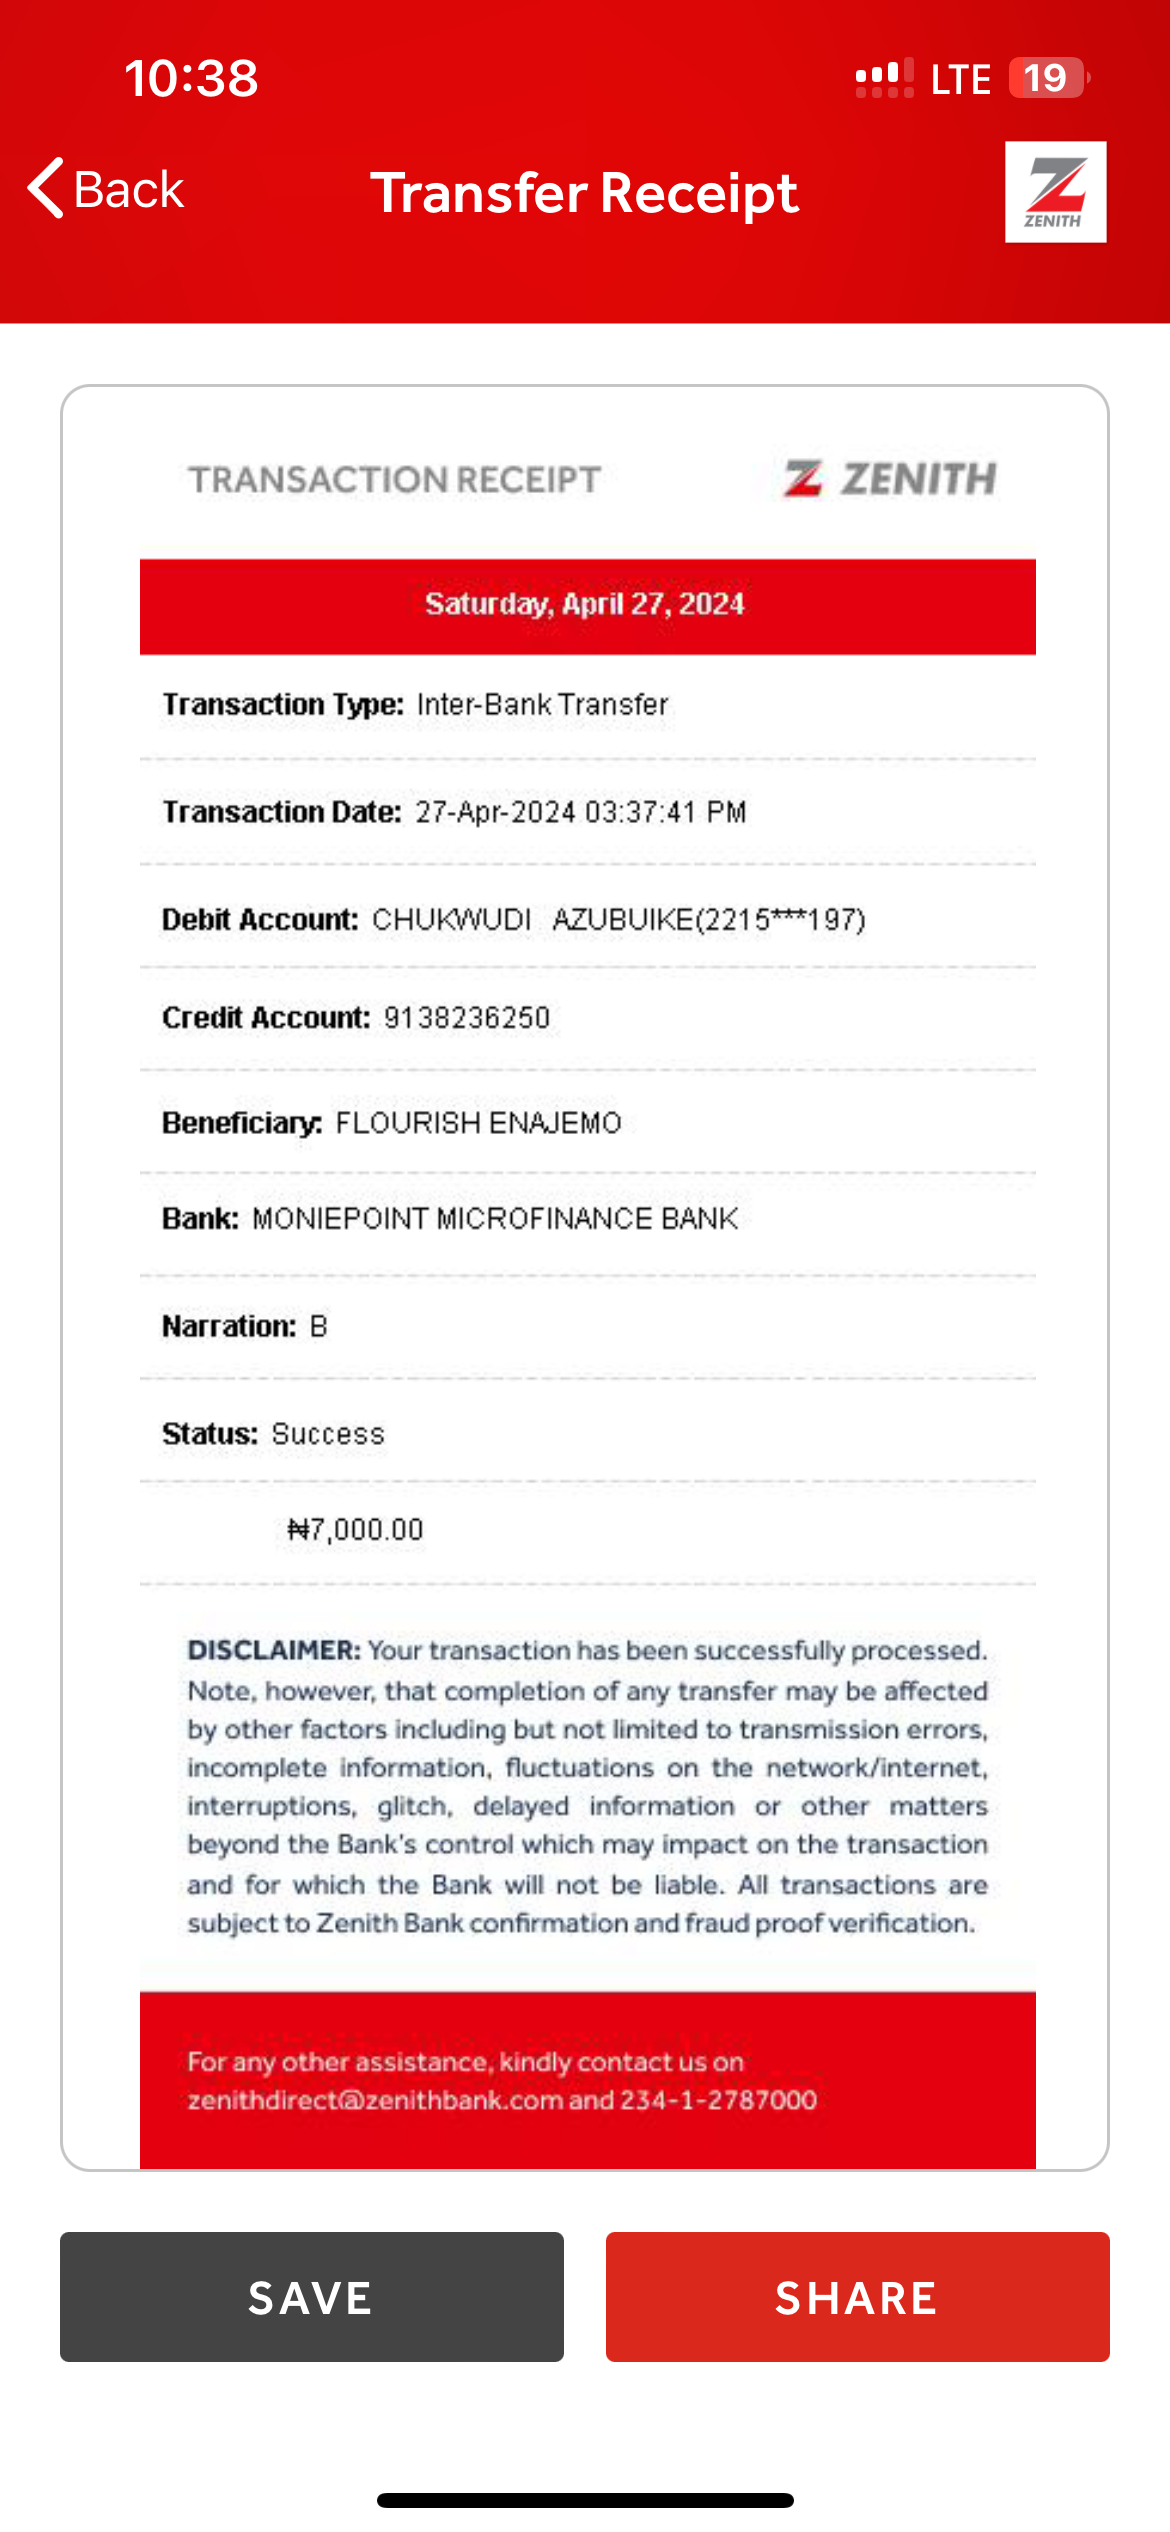 10:38
LTE 19
Back
Transfer Receipt
ZENITH
TRANSACTION RECEIPT
ZENITH
Saturday, April 27, 2024
Transaction Type: Inter-Bank Transfer
Transaction Date: 27-Apr-2024 03:37:41 PM
Debit Account: CHUKWUDI AZUBUIKE(2215***197)
Credit Account: 9138236250
Beneficiary: FLOURISH ENAJEMO
Bank: MONIEPOINT MICROFINANCE BANK
Narration: B
Status: Success
₦7,000.00
DISCLAIMER: Your transaction has been successfully processed.
Note, however, that completion of any transfer may be affected
by other factors including but not limited to transmission errors,
incomplete information, fluctuations on the network/internet,
interruptions, glitch, delayed information or other matters
beyond the Bank's control which may impact on the transaction
and for which the Bank will not be liable. All transactions are
subject to Zenith Bank confirmation and fraud proof verification.
For any other assistance, kindly contact us on
zenithdirect@zenithbank.com and 234-1-2787000
SAVE
SHARE